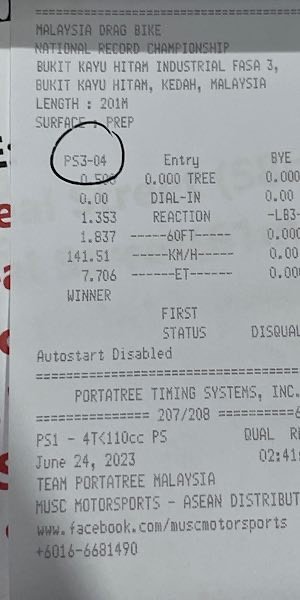 MALAYSIA DRAG BIKE
NATIONAL RECORD CHAMPIONSHIP
BUKIT KAYU HITAM INDUSTRIAL FASA 3,
BUKIT KAYU HITAM, KEDAH, MALAYSIA
LENGTH : 201M
SURFACE : PREP
PS3-04 Entry BYE
0.500 0.000 TREE 0.000
0.00 DIAL-IN 0.00
1.353 REACTION -LB3-
1.837 -----60FT----- 0.000
141.51 -----KM/H----- 0.00
7.706 ------ET------ 0.00
WINNER
FIRST
STATUS DISQUAL
Autostart Disabled
PORTATREE TIMING SYSTEMS, INC.
=============== 207/208 ==========6
PS1 - 4T<110cc PS QUAL R
June 24, 2023 02:41
TEAM PORTATREE MALAYSIA
MUSC MOTORSPORTS - ASEAN DISTRIBUT
www.facebook.com/muscmotorsports
+6016-6681490